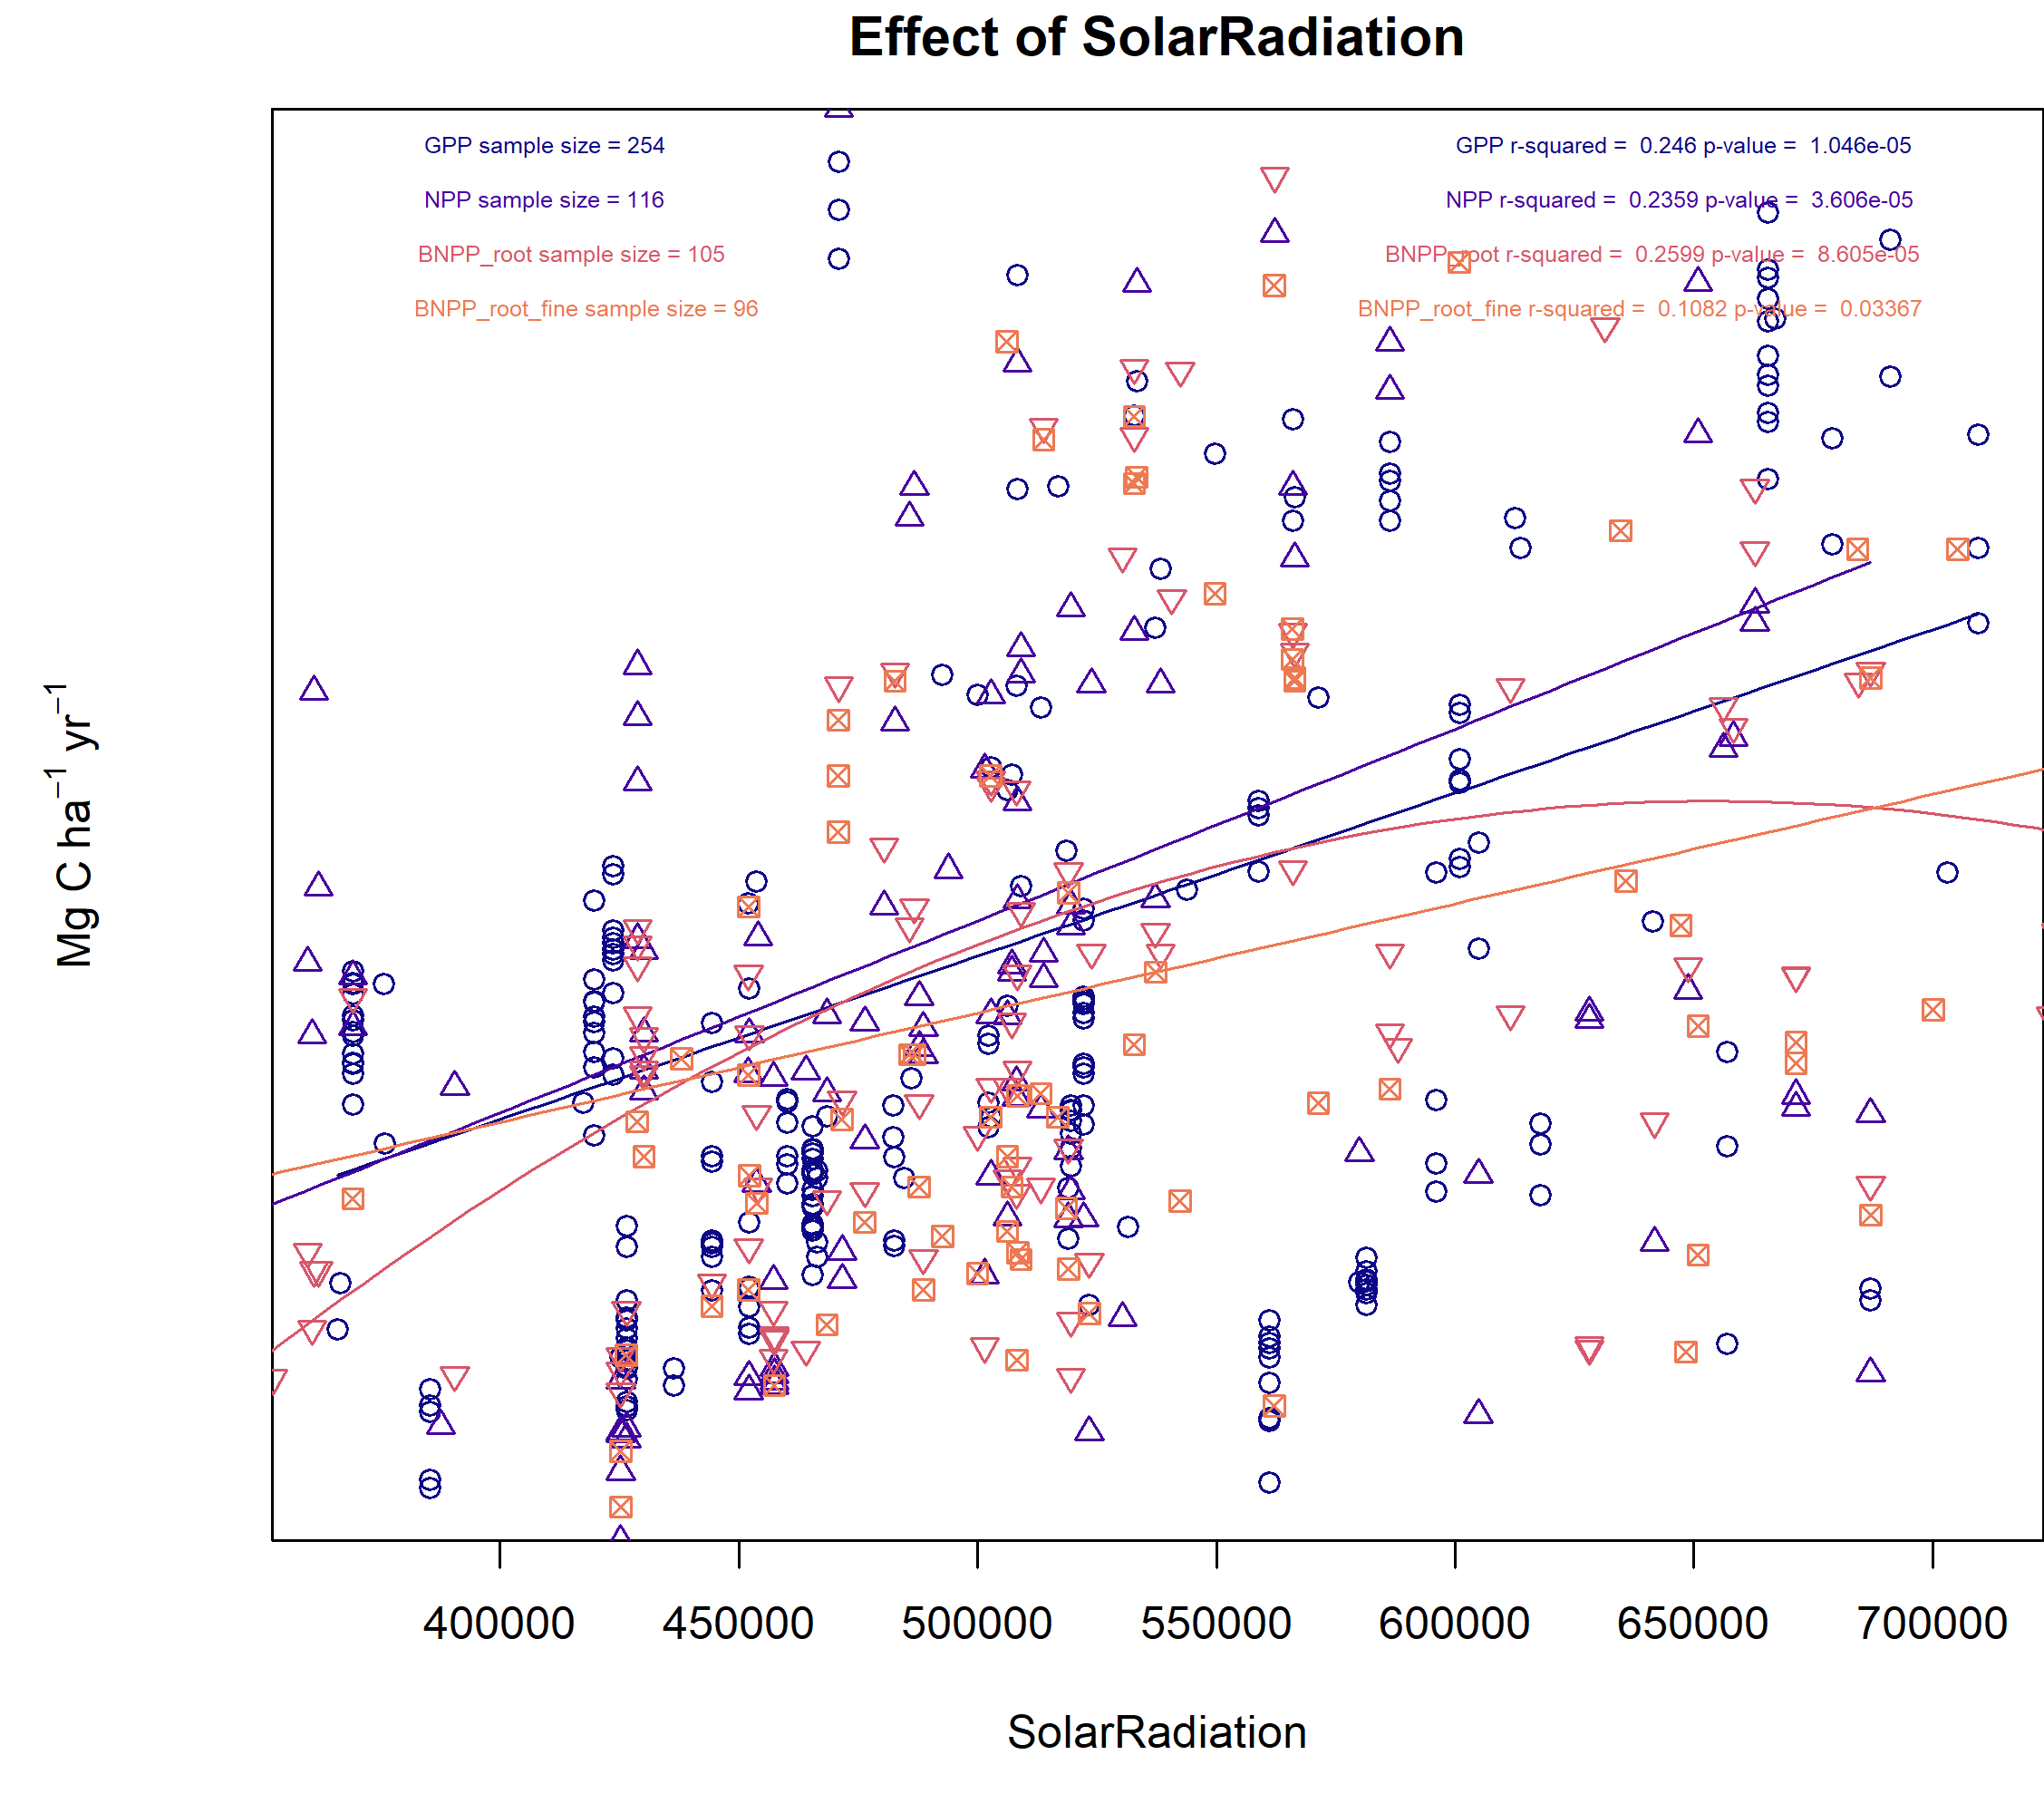 Effect of SolarRadiation
GPP sample size = 254
NPP sample size = 116
BNPP_root sample size = 105
BNPP_root_fine sample size = 96
GPP r-squared =  0.246 p-value =  1.046e-05
NPP r-squared =  0.2359 p-value =  3.606e-05
BNPP_root r-squared =  0.2599 p-value =  8.605e-05
BNPP_root_fine r-squared =  0.1082 p-value =  0.03367
Mg C ha⁻¹ yr⁻¹
400000 450000 500000 550000 600000 650000 700000
SolarRadiation